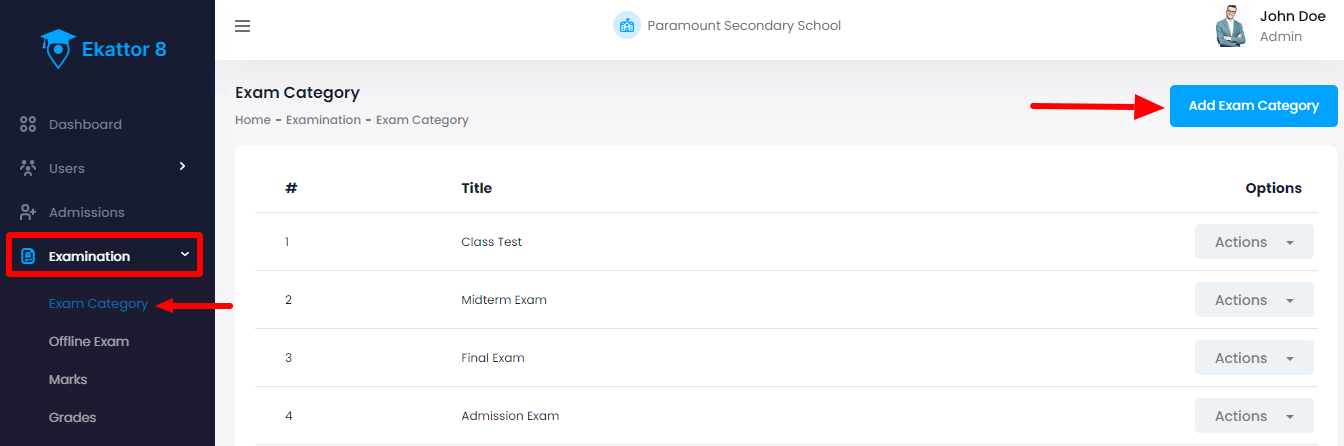 Ekattor 8
Paramount Secondary School
John Doe
Admin
Dashboard
Users
Admissions
Examination
Exam Category
Offline Exam
Marks
Grades
Exam Category
Home - Examination - Exam Category
Add Exam Category
# Title Options
1 Class Test Actions
2 Midterm Exam Actions
3 Final Exam Actions
4 Admission Exam Actions